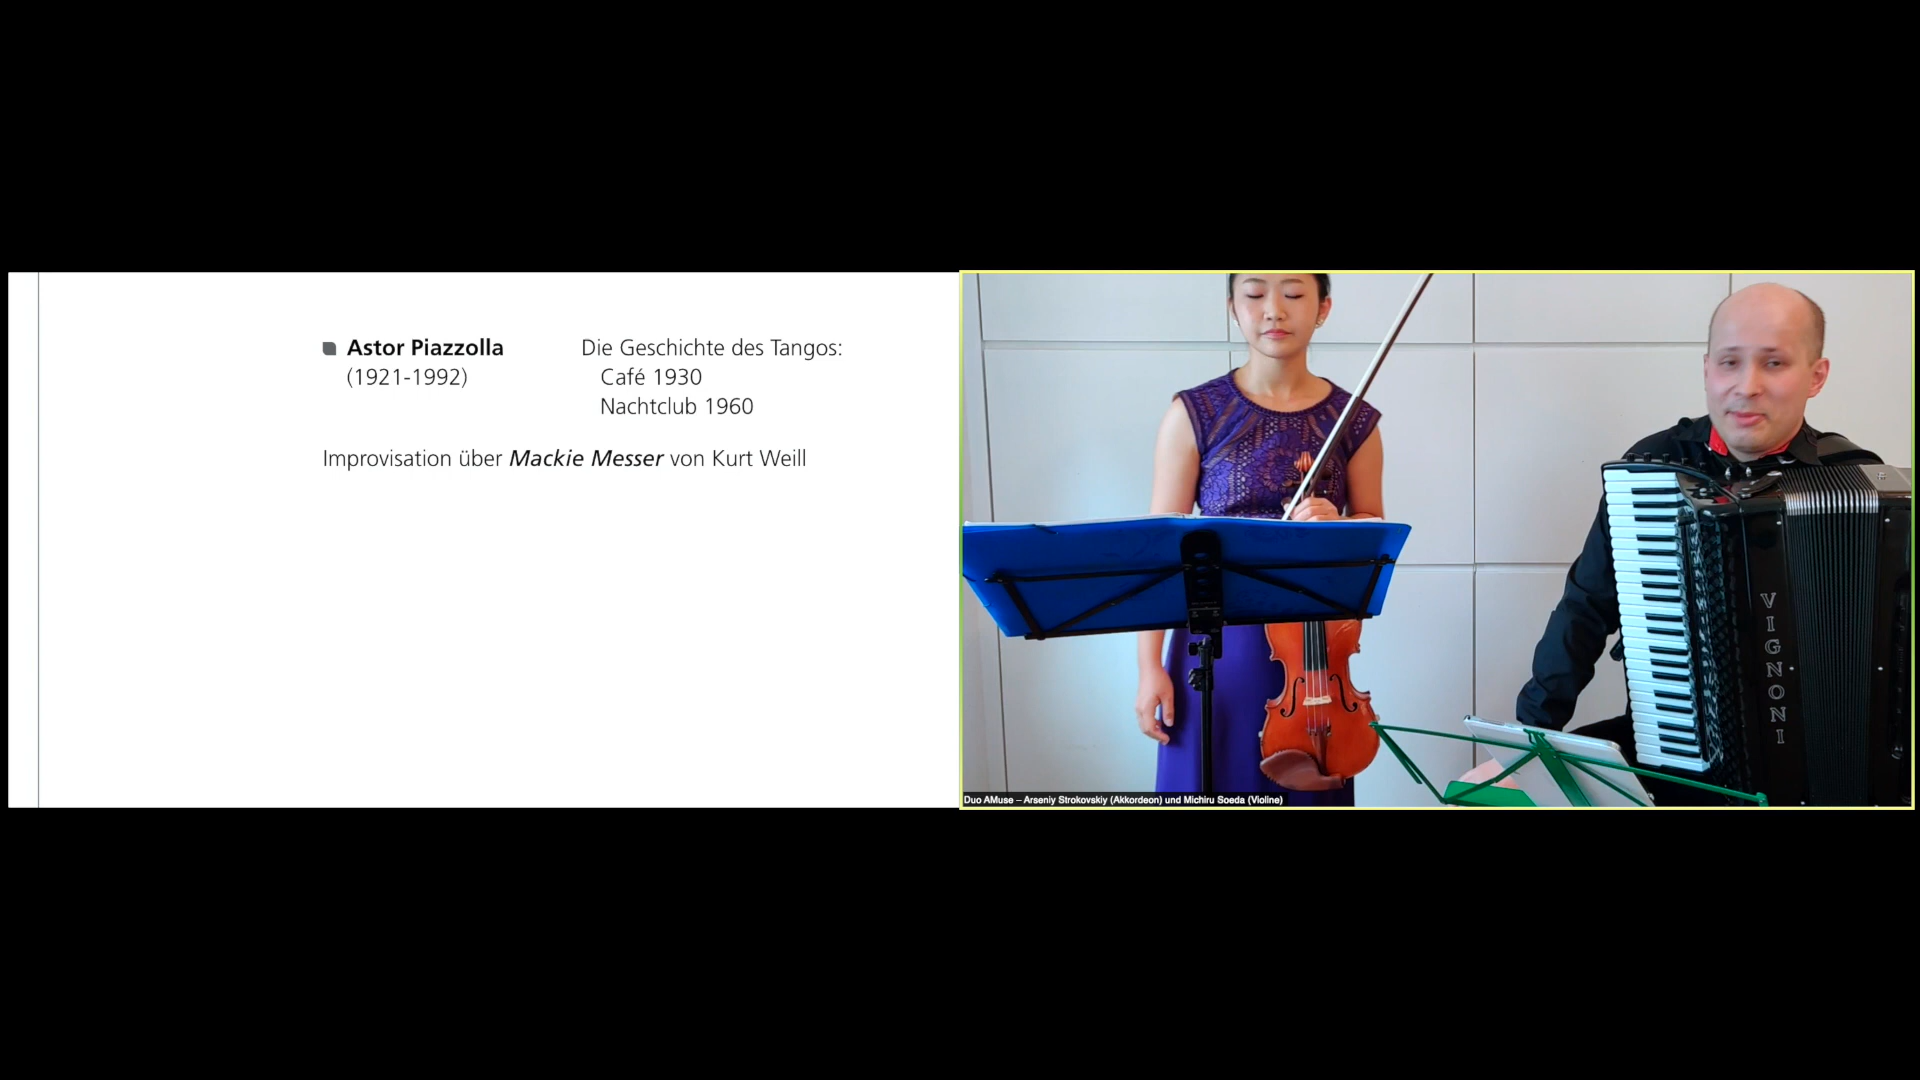 Astor Piazzolla
(1921-1992)
Die Geschichte des Tangos:
Café 1930
Nachtclub 1960
Improvisation über Mackie Messer von Kurt Weill
VIGNONI
Duo AMuse – Arseniy Strokovskiy (Akkordeon) und Michiru Soeda (Violine)